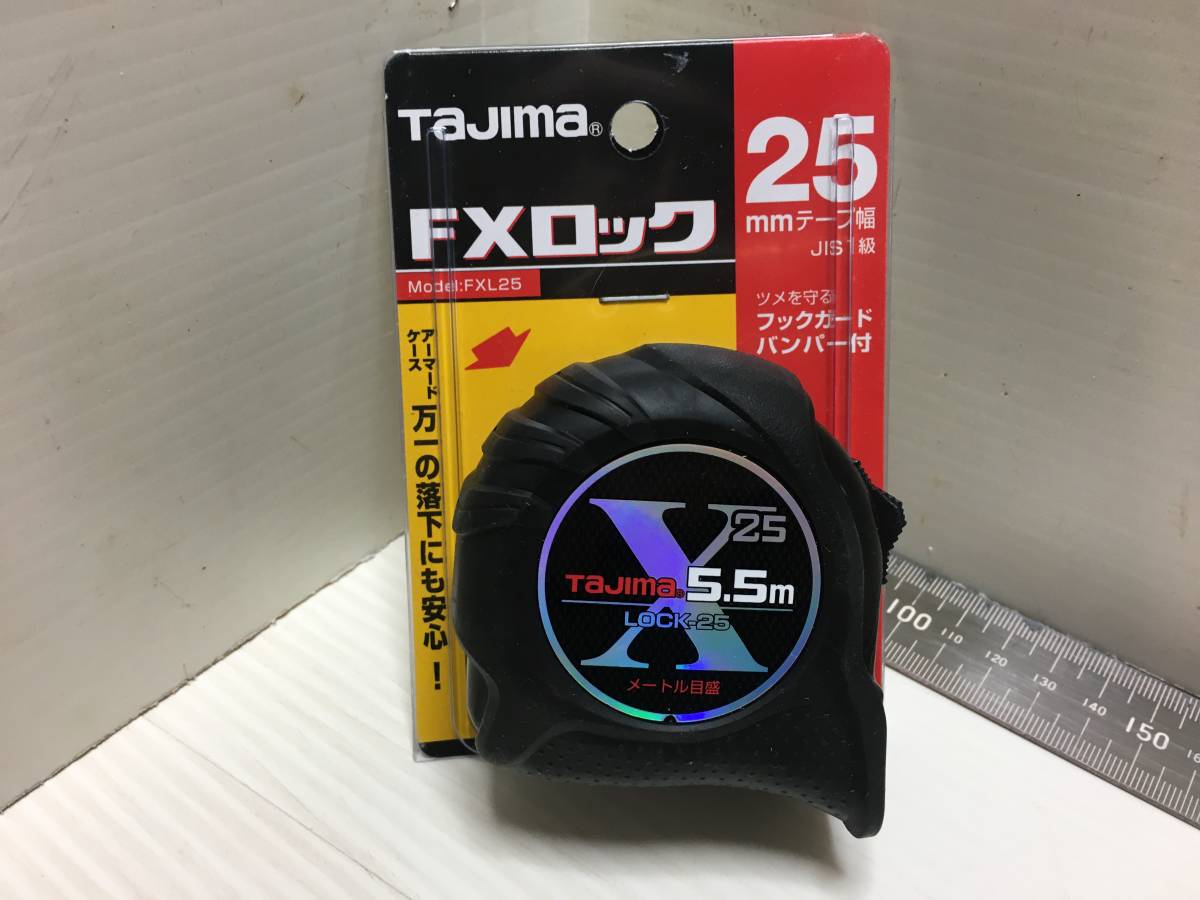 TAJIMA®
FXロック
Model:FXL25
25
mmテープ幅
JIS1級
ツメを守る
フックガード
バンパー付
アーマード
ケース
万一の落下にも安心！
X
25
TAJIMA® 5.5m
LOCK-25
メートル目盛
100 110 120 130 140 150